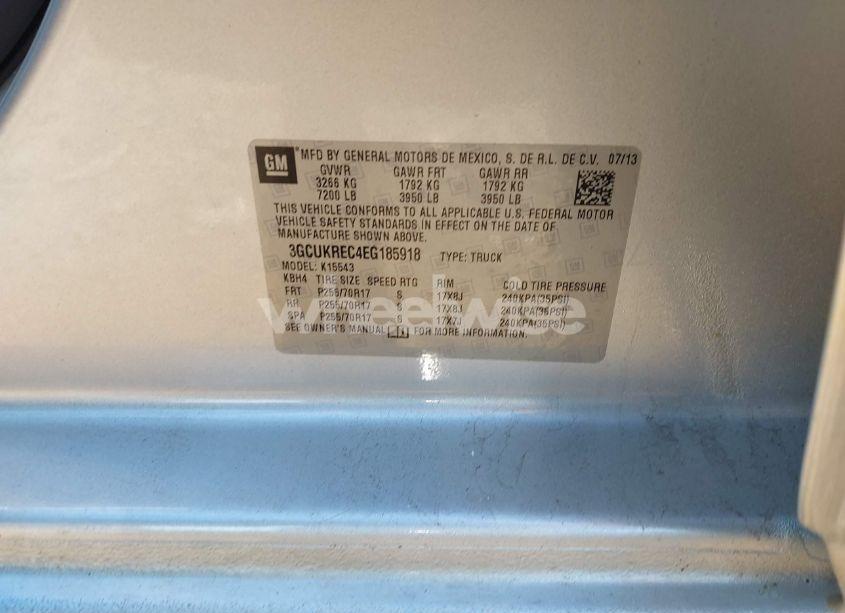 GM ® MFD BY GENERAL MOTORS DE MEXICO, S. DE R.L. DE C.V. 07/13
GVWR GAWR FRT GAWR RR
3266 KG 1792 KG 1792 KG
7200 LB 3950 LB 3950 LB
THIS VEHICLE CONFORMS TO ALL APPLICABLE U.S. FEDERAL MOTOR
VEHICLE SAFETY STANDARDS IN EFFECT ON THE DATE OF
MANUFACTURE SHOWN ABOVE.
3GCUKREC4EG185918 TYPE: TRUCK
MODEL: K15543
KBH4 TIRE SIZE SPEED RTG RIM COLD TIRE PRESSURE
FRT P255/70R17 S 17X8J 240KPA(35PSI)
RR P255/70R17 S 17X8J 240KPA(35PSI)
SPA P255/70R17 S 17X7J 240KPA(35PSI)
SEE OWNER'S MANUAL FOR MORE INFORMATION.
wheelwise